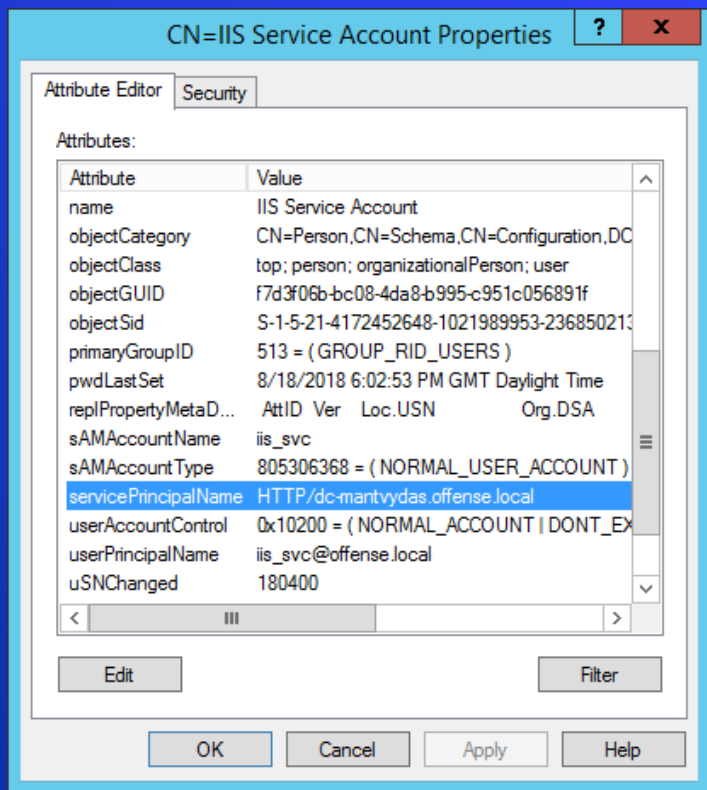 CN=IIS Service Account Properties ? x
Attribute Editor Security
Attributes:
Attribute Value
name IIS Service Account
objectCategory CN=Person,CN=Schema,CN=Configuration,DC
objectClass top; person; organizationalPerson; user
objectGUID f7d3f06b-bc08-4da8-b995-c951c056891f
objectSid S-1-5-21-4172452648-1021989953-236850213
primaryGroupID 513 = ( GROUP_RID_USERS )
pwdLastSet 8/18/2018 6:02:53 PM GMT Daylight Time
replPropertyMetaD... AttID Ver Loc.USN Org.DSA
sAMAccountName iis_svc
sAMAccountType 805306368 = ( NORMAL_USER_ACCOUNT )
servicePrincipalName HTTP/dc-mantvydas.offense.local
userAccountControl 0x10200 = ( NORMAL_ACCOUNT | DONT_EX
userPrincipalName iis_svc@offense.local
uSNChanged 180400
Edit Filter
OK Cancel Apply Help